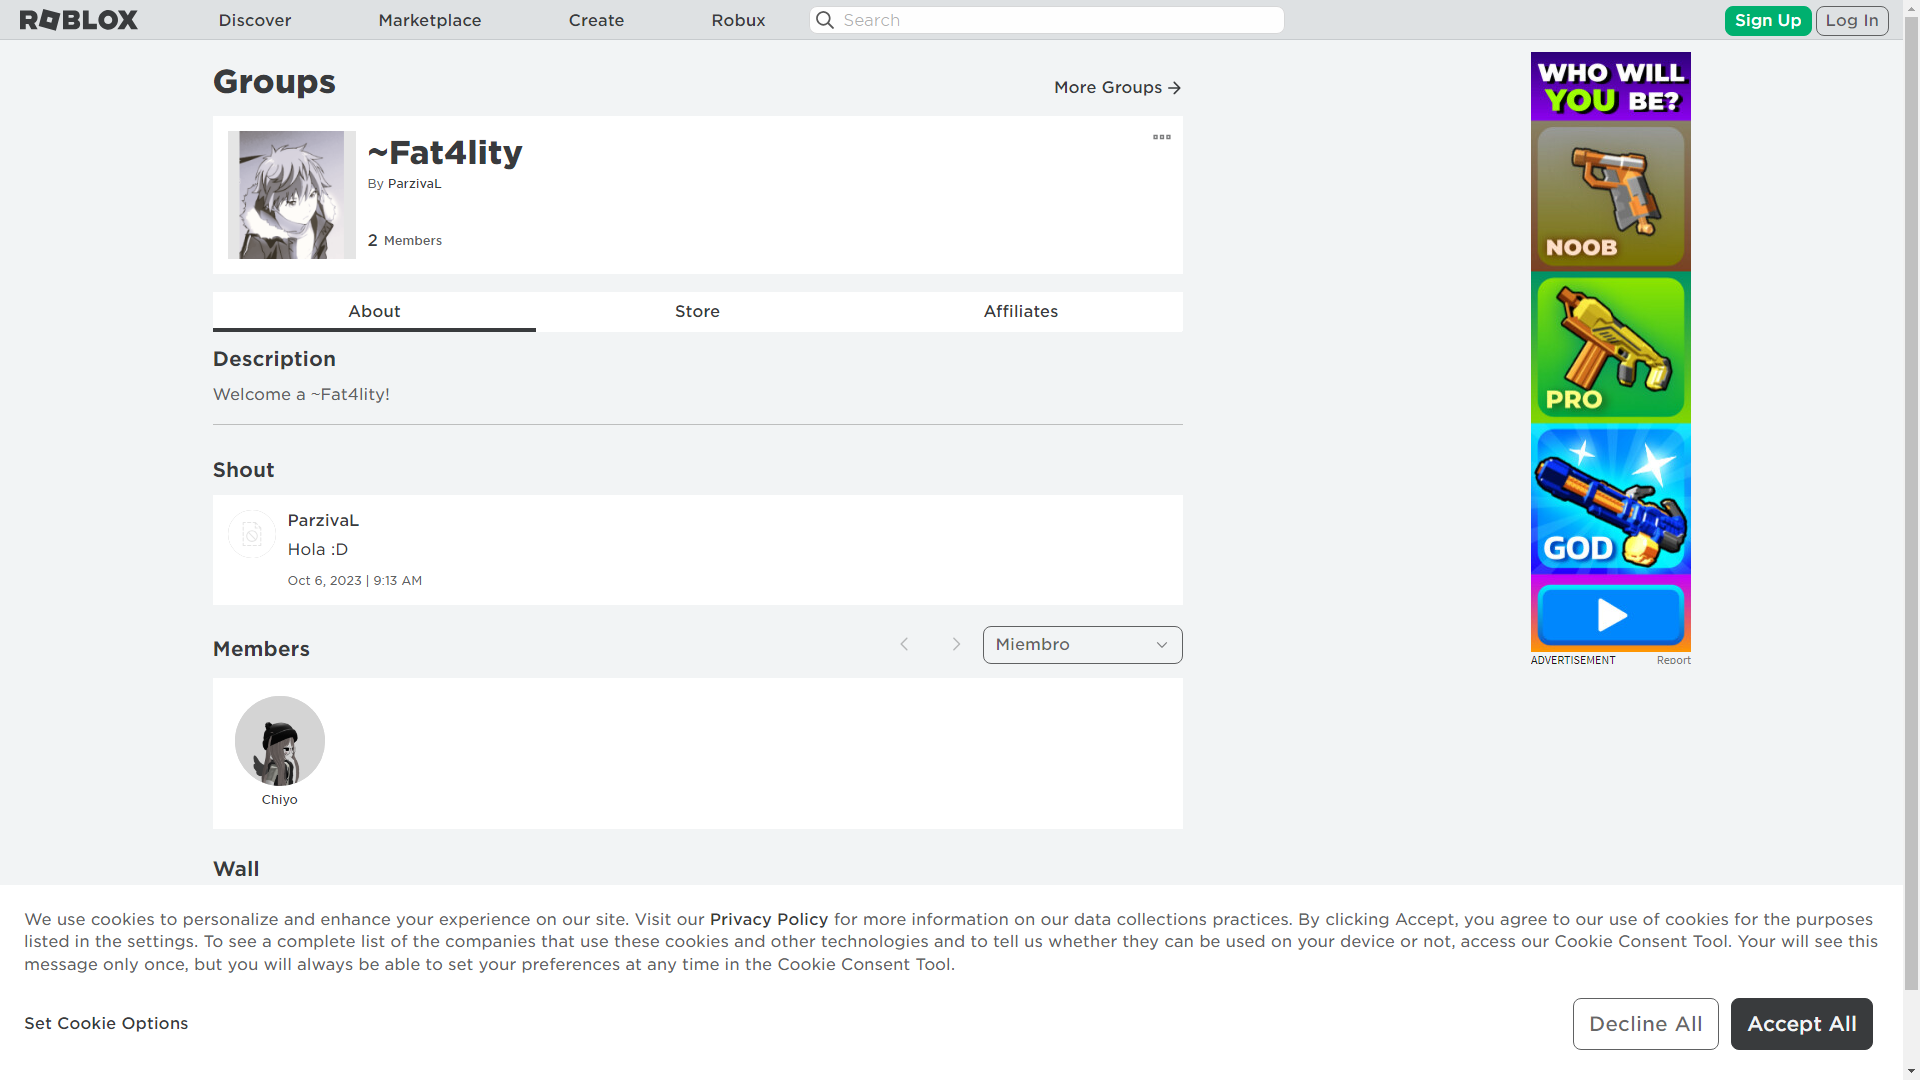 ROBLOX
Discover
Marketplace
Create
Robux
Search
Sign Up
Log In
Groups
More Groups
~Fat4lity
By ParzivaL
2 Members
About
Store
Affiliates
Description
Welcome a ~Fat4lity!
Shout
ParzivaL
Hola :D
Oct 6, 2023 | 9:13 AM
Members
Miembro
Chiyo
Wall
WHO WILL
YOU BE?
NOOB
PRO
GOD
ADVERTISEMENT
Report
We use cookies to personalize and enhance your experience on our site. Visit our Privacy Policy for more information on our data collections practices. By clicking Accept, you agree to our use of cookies for the purposes
listed in the settings. To see a complete list of the companies that use these cookies and other technologies and to tell us whether they can be used on your device or not, access our Cookie Consent Tool. Your will see this
message only once, but you will always be able to set your preferences at any time in the Cookie Consent Tool.
Set Cookie Options
Decline All
Accept All